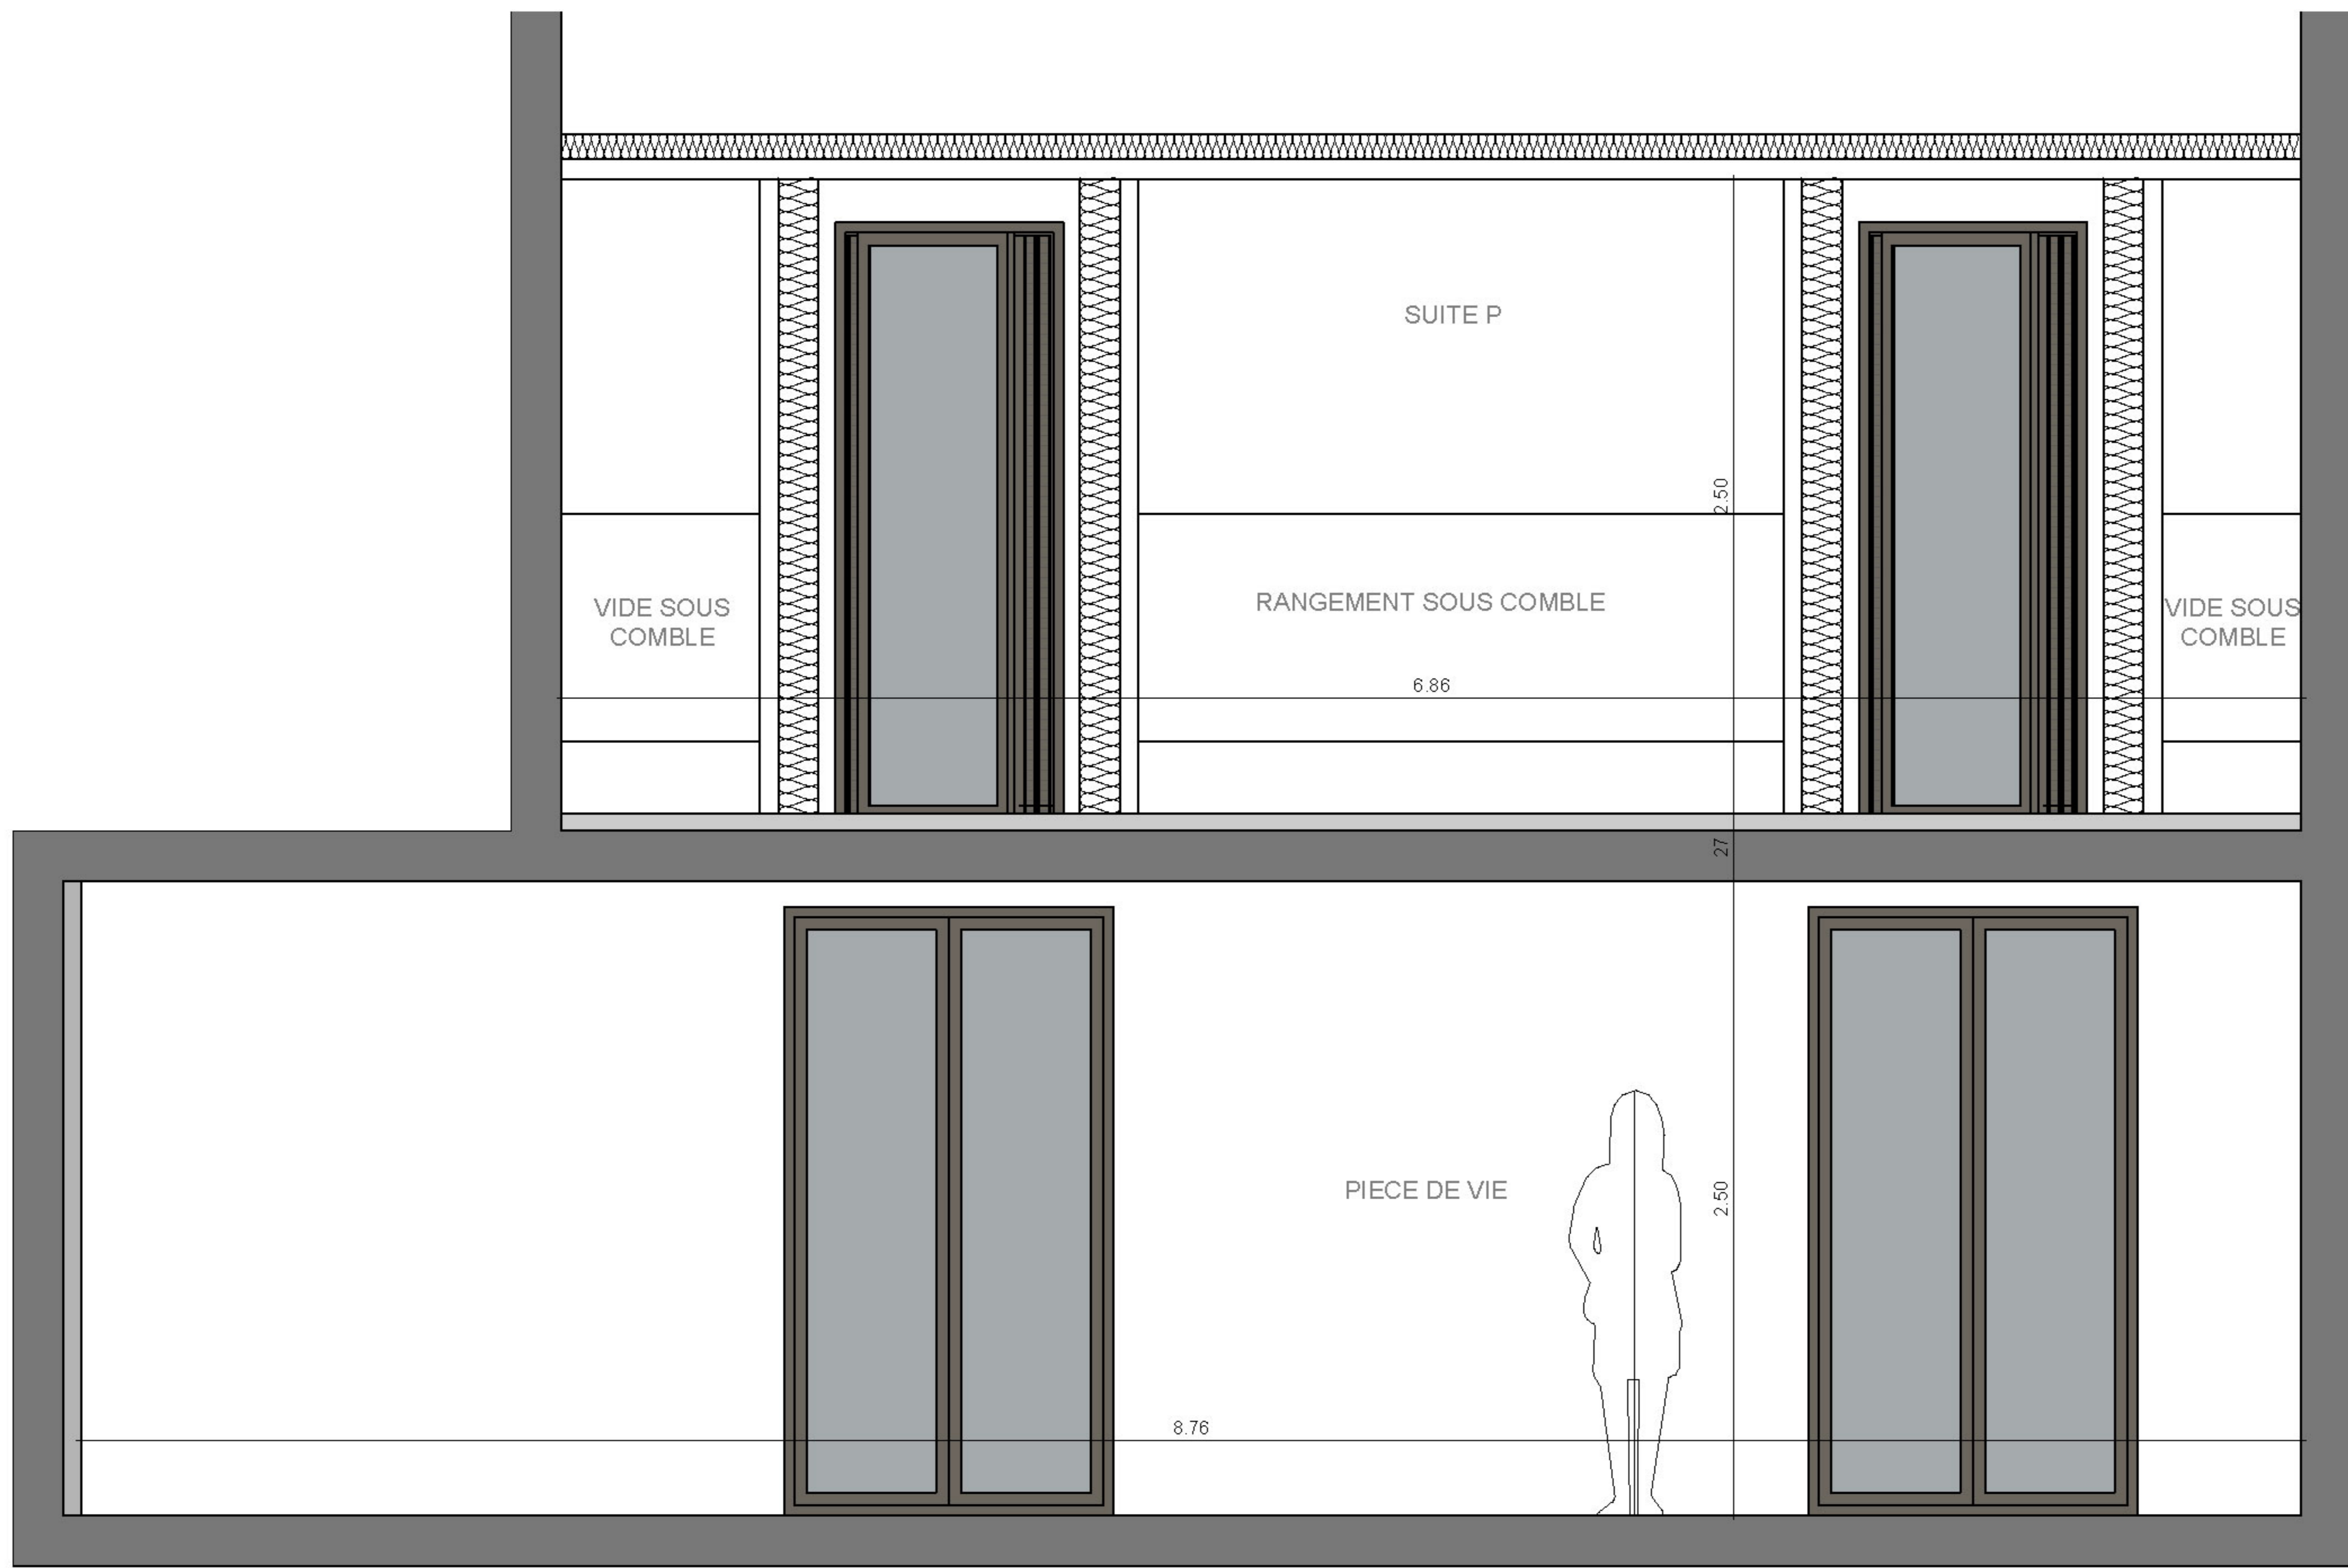 SUITE P
2.50
VIDE SOUS
COMBLE
RANGEMENT SOUS COMBLE
VIDE SOUS
COMBLE
6.86
27
PIECE DE VIE
2.50
8.76